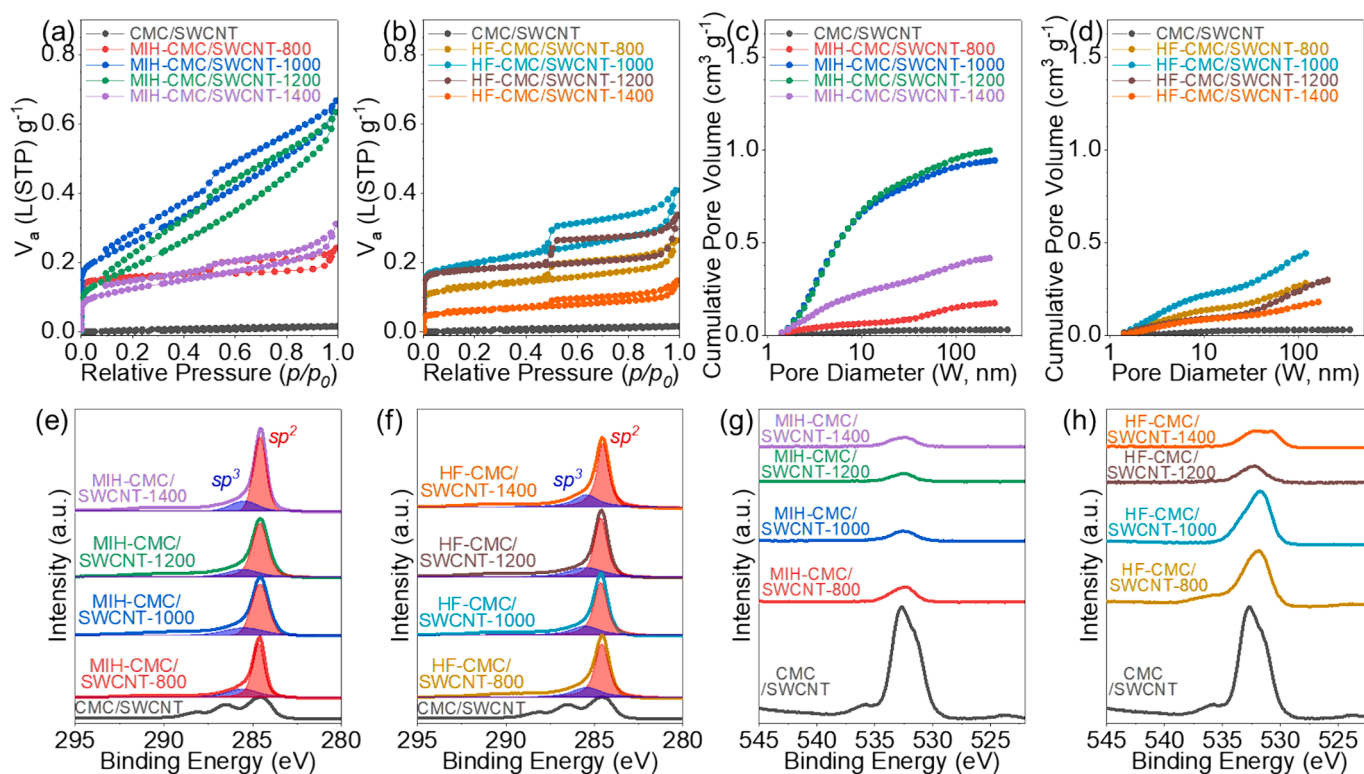 (a)
CMC/SWCNT
MIH-CMC/SWCNT-800
MIH-CMC/SWCNT-1000
MIH-CMC/SWCNT-1200
MIH-CMC/SWCNT-1400
Va (L(STP) g-1)
0.8
0.6
0.4
0.2
0.0
0.0 0.2 0.4 0.6 0.8 1.0
Relative Pressure (p/p0)
(b)
CMC/SWCNT
HF-CMC/SWCNT-800
HF-CMC/SWCNT-1000
HF-CMC/SWCNT-1200
HF-CMC/SWCNT-1400
Va (L(STP) g-1)
0.8
0.6
0.4
0.2
0.0
0.0 0.2 0.4 0.6 0.8 1.0
Relative Pressure (p/p0)
(c)
CMC/SWCNT
MIH-CMC/SWCNT-800
MIH-CMC/SWCNT-1000
MIH-CMC/SWCNT-1200
MIH-CMC/SWCNT-1400
Cumulative Pore Volume (cm3 g-1)
1.5
1.0
0.5
0.0
1 10 100
Pore Diameter (W, nm)
(d)
CMC/SWCNT
HF-CMC/SWCNT-800
HF-CMC/SWCNT-1000
HF-CMC/SWCNT-1200
HF-CMC/SWCNT-1400
Cumulative Pore Volume (cm3 g-1)
1.5
1.0
0.5
0.0
1 10 100
Pore Diameter (W, nm)
(e)
sp2
sp3
MIH-CMC/
SWCNT-1400
MIH-CMC/
SWCNT-1200
MIH-CMC/
SWCNT-1000
MIH-CMC/
SWCNT-800
CMC/SWCNT
Intensity (a.u.)
295 290 285 280
Binding Energy (eV)
(f)
sp2
sp3
HF-CMC/
SWCNT-1400
HF-CMC/
SWCNT-1200
HF-CMC/
SWCNT-1000
HF-CMC/
SWCNT-800
CMC/SWCNT
Intensity (a.u.)
295 290 285 280
Binding Energy (eV)
(g)
MIH-CMC/
SWCNT-1400
MIH-CMC/
SWCNT-1200
MIH-CMC/
SWCNT-1000
MIH-CMC/
SWCNT-800
CMC
/SWCNT
Intensity (a.u.)
545 540 535 530 525
Binding Energy (eV)
(h)
HF-CMC/
SWCNT-1400
HF-CMC/
SWCNT-1200
HF-CMC/
SWCNT-1000
HF-CMC/
SWCNT-800
CMC
/SWCNT
Intensity (a.u.)
545 540 535 530 525
Binding Energy (eV)